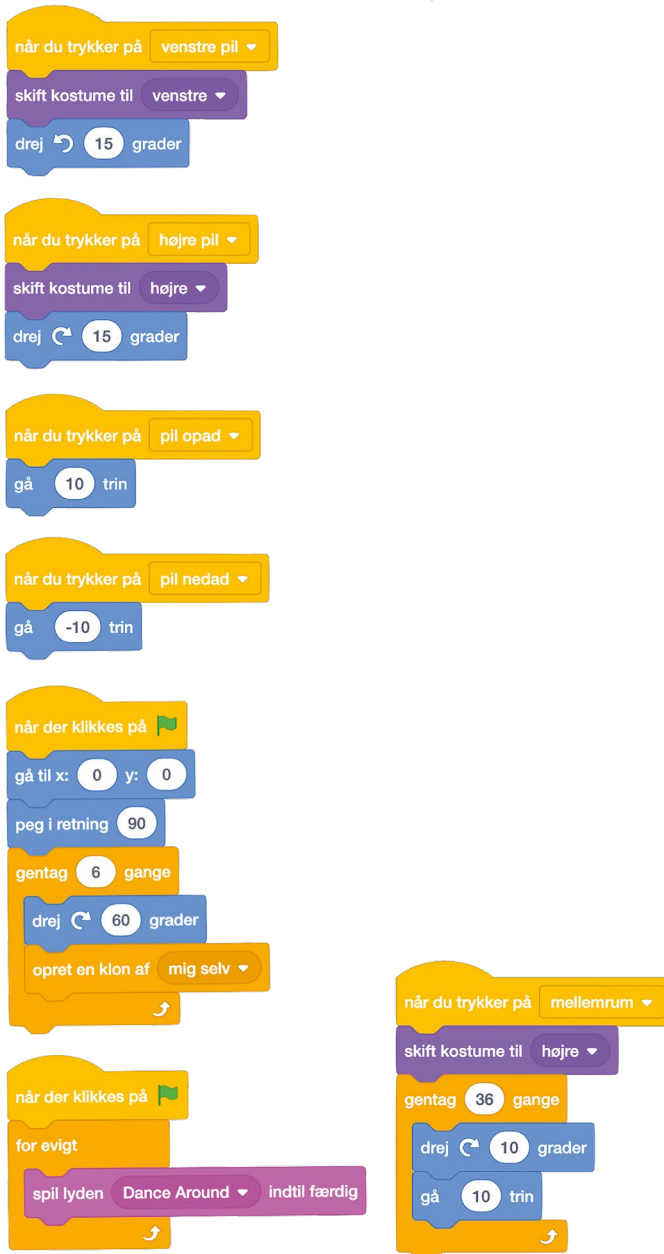 når du trykker på venstre pil
skift kostume til venstre
drej 15 grader
når du trykker på højre pil
skift kostume til højre
drej 15 grader
når du trykker på pil opad
gå 10 trin
når du trykker på pil nedad
gå -10 trin
når der klikkes på
gå til x: 0 y: 0
peg i retning 90
gentag 6 gange
drej 60 grader
opret en klon af mig selv
når der klikkes på
for evigt
spil lyden Dance Around indtil færdig
når du trykker på mellemrum
skift kostume til højre
gentag 36 gange
drej 10 grader
gå 10 trin